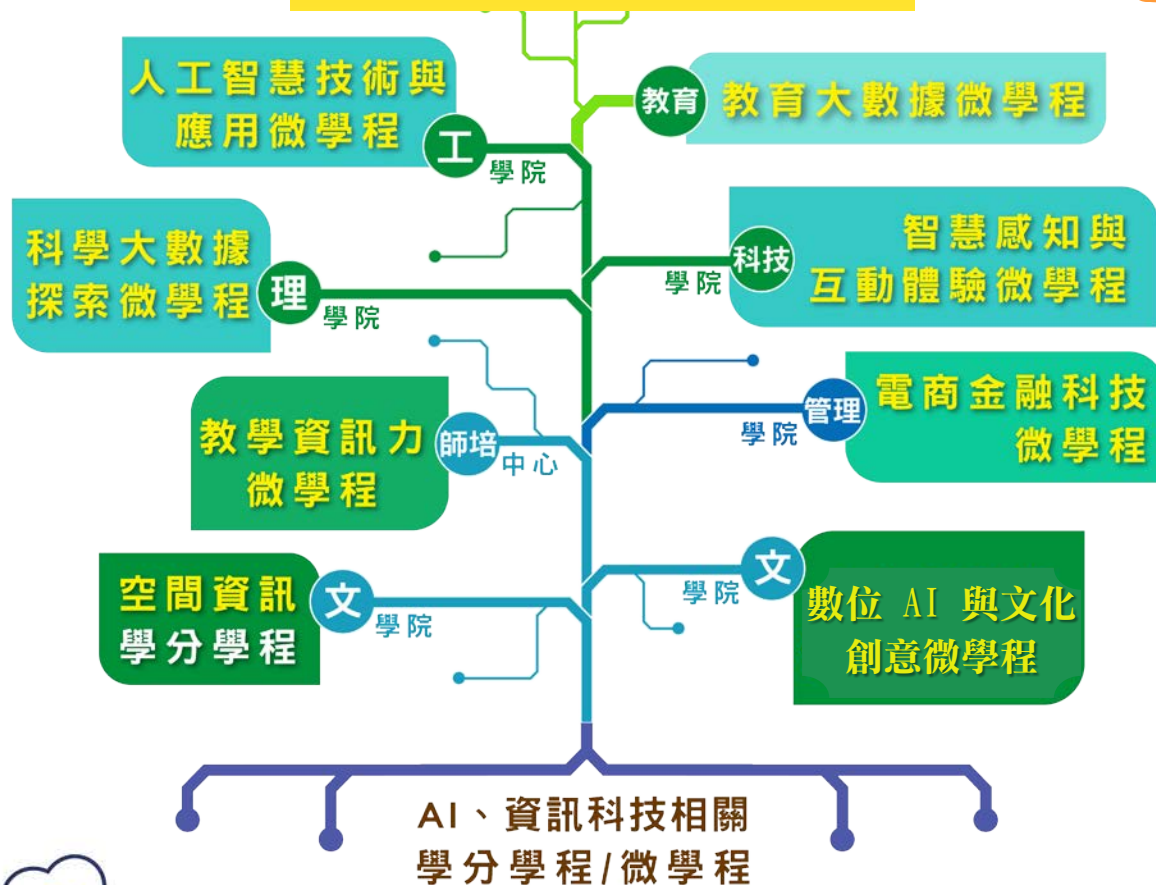 人工智慧技術與
應用微學程
工
學院
教育
教育大數據微學程
科學大數據
探索微學程
理
學院
智慧感知與
互動體驗微學程
科技
學院
教學資訊力
微學程
師培
中心
電商金融科技
微學程
管理
學院
空間資訊
學分學程
文
學院
數位 AI 與文化
創意微學程
文
學院
AI、資訊科技相關
學分學程/微學程